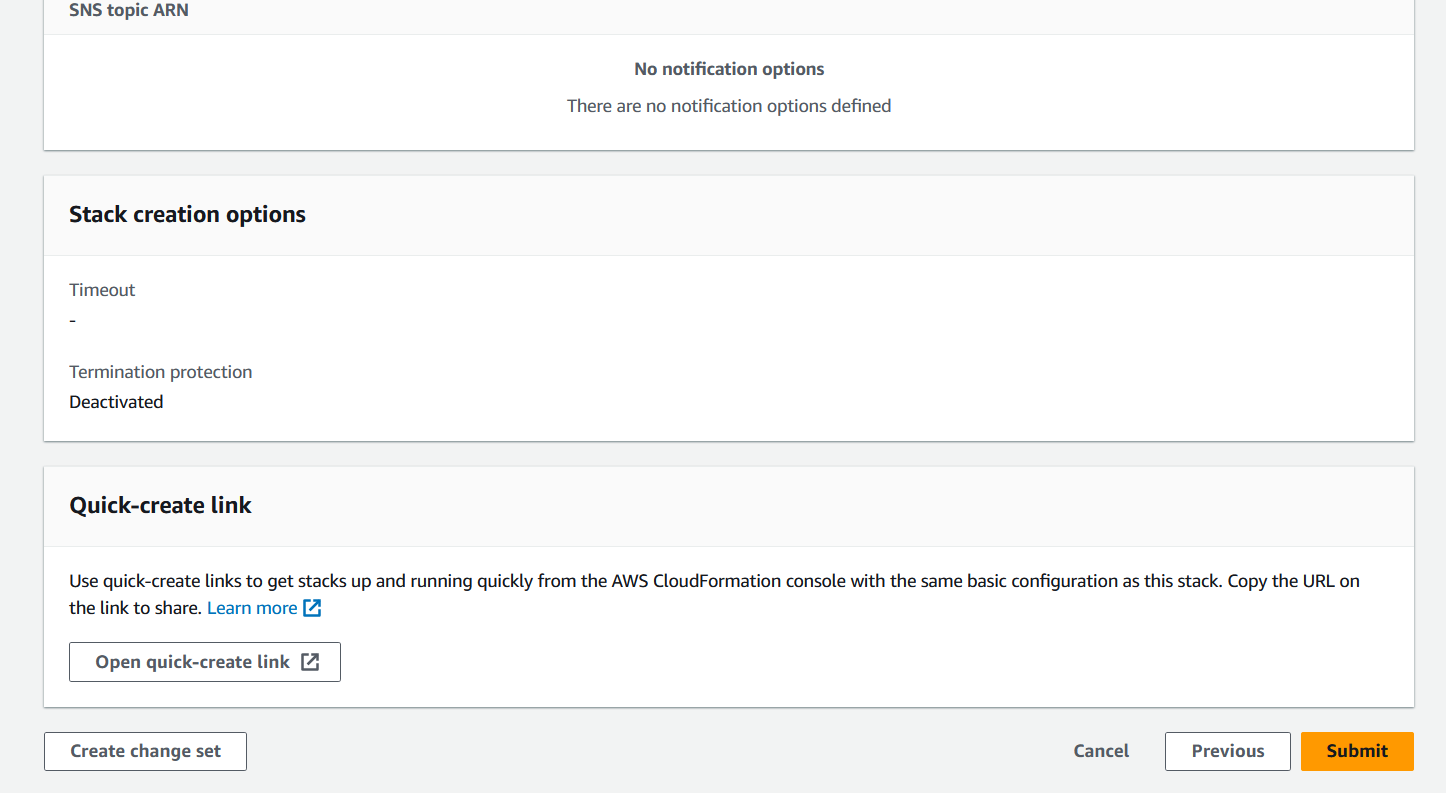 SNS topic ARN
No notification options
There are no notification options defined
Stack creation options
Timeout
-
Termination protection
Deactivated
Quick-create link
Use quick-create links to get stacks up and running quickly from the AWS CloudFormation console with the same basic configuration as this stack. Copy the URL on
the link to share. Learn more
Open quick-create link
Create change set
Cancel
Previous
Submit